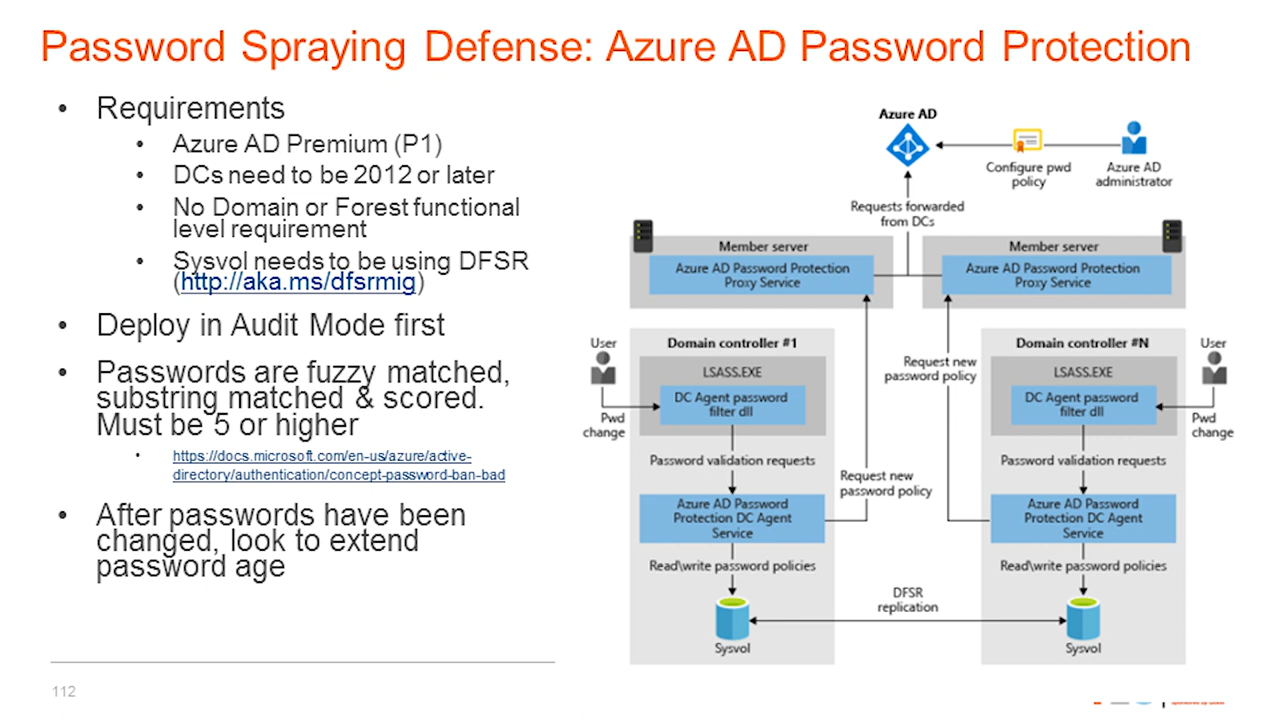 Password Spraying Defense: Azure AD Password Protection
• Requirements
• Azure AD Premium (P1)
• DCs need to be 2012 or later
• No Domain or Forest functional
level requirement
• Sysvol needs to be using DFSR
(http://aka.ms/dfsrmig)
• Deploy in Audit Mode first
• Passwords are fuzzy matched,
substring matched & scored.
Must be 5 or higher
• https://docs.microsoft.com/en-us/azure/active-
directory/authentication/concept-password-ban-bad
• After passwords have been
changed, look to extend
password age
112
Azure AD
Configure pwd
policy
Azure AD
administrator
Requests forwarded
from DCs
Member server
Azure AD Password Protection
Proxy Service
Member server
Azure AD Password Protection
Proxy Service
User
Pwd
change
Domain controller #1
LSASS.EXE
DC Agent password
filter dll
Password validation requests
Azure AD Password
Protection DC Agent
Service
Read\write password policies
Sysvol
Request new
password policy
Request new
password policy
DFSR
replication
Domain controller #N
LSASS.EXE
DC Agent password
filter dll
Password validation requests
Azure AD Password
Protection DC Agent
Service
Read\write password policies
Sysvol
User
Pwd
change